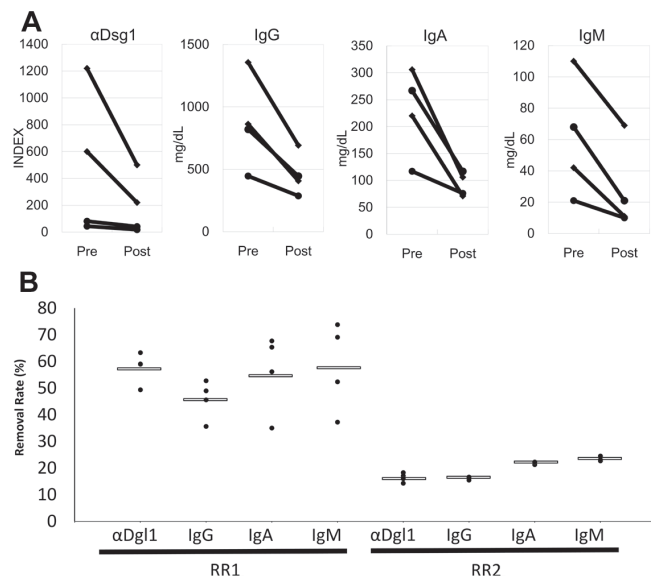 A
αDsg1 IgG IgA IgM
1400
1200
1000
800
600
400
200
0
INDEX
Pre Post
1500
1000
500
0
mg/dL
Pre Post
350
300
250
200
150
100
50
0
mg/dL
Pre Post
120
100
80
60
40
20
0
mg/dL
Pre Post
B
80
70
60
50
40
30
20
10
0
Removal Rate (%)
αDgl1 IgG IgA IgM αDgl1 IgG IgA IgM
RR1 RR2